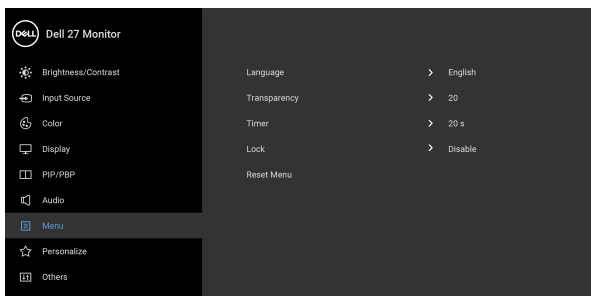 DELL Dell 27 Monitor
Brightness/Contrast Language English
Input Source Transparency 20
Color Timer 20 s
Display Lock Disable
PIP/PBP Reset Menu
Audio
Menu
Personalize
Others